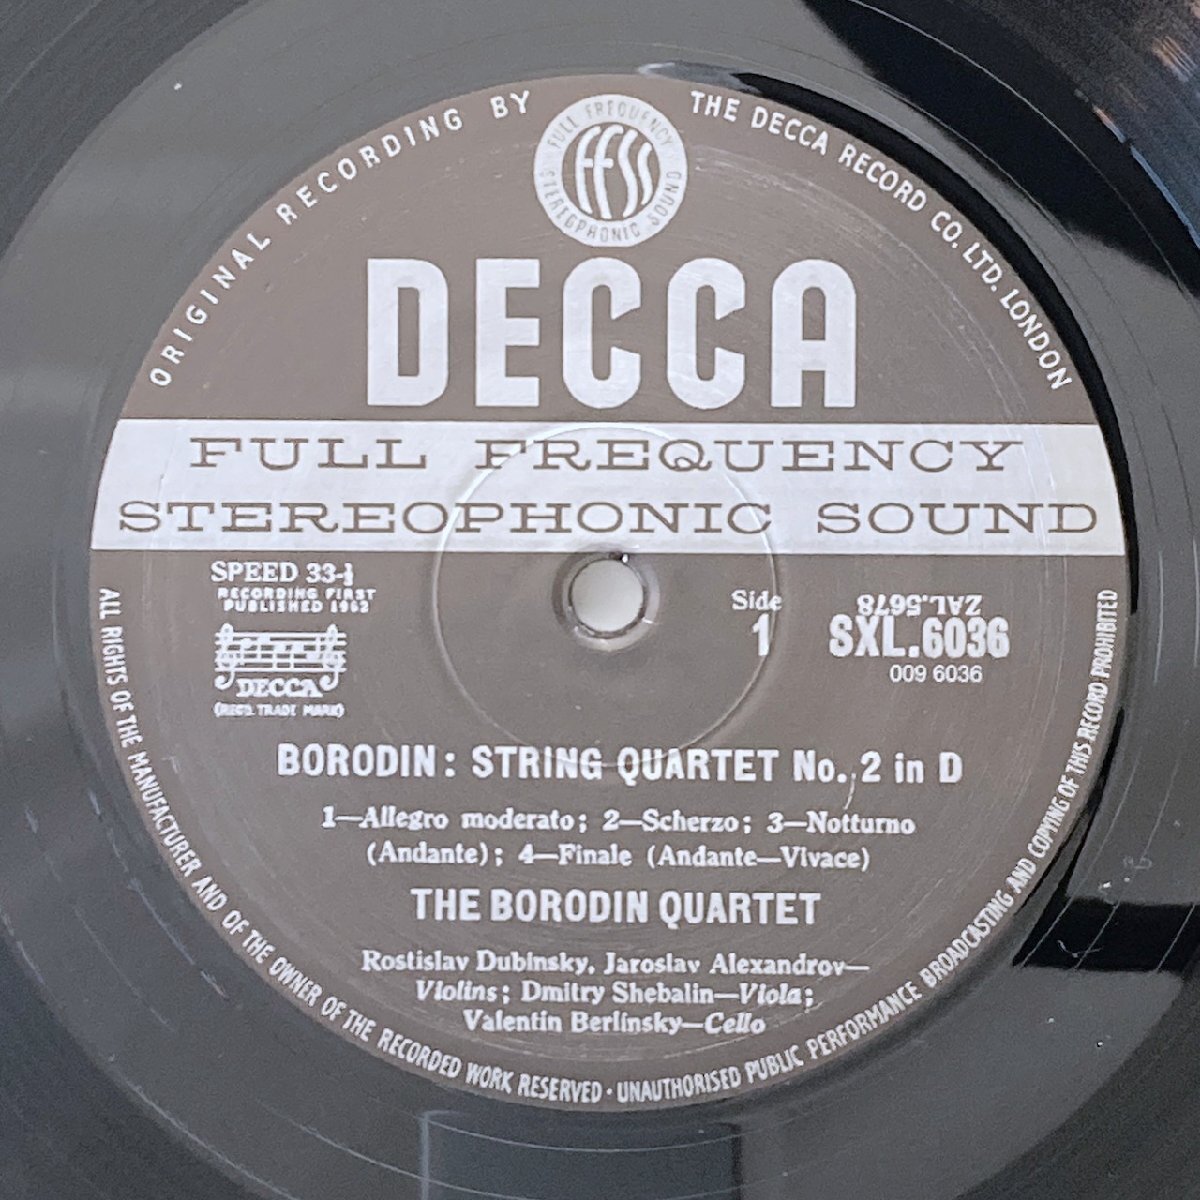 ORIGINAL RECORDING BY
THE DECCA RECORD CO. LTD. LONDON
FULL FREQUENCY
FFSS
STEREOPHONIC SOUND
DECCA
FULL FREQUENCY
STEREOPHONIC SOUND
SPEED 33-⅓
RECORDING FIRST
PUBLISHED 1962
DECCA
(REGD. TRADE MARK)
Side
1
ZAL.5678
SXL.6036
009 6036
BORODIN: STRING QUARTET No. 2 in D
1—Allegro moderato; 2—Scherzo; 3—Notturno
(Andante); 4—Finale (Andante—Vivace)
THE BORODIN QUARTET
Rostislav Dubinsky, Jaroslav Alexandrov—
Violins; Dmitry Shebalin—Viola;
Valentin Berlinsky—Cello
ALL RIGHTS OF THE MANUFACTURER AND OF THE OWNER OF THE RECORDED WORK RESERVED · UNAUTHORISED PUBLIC PERFORMANCE BROADCASTING AND COPYING OF THIS RECORD PROHIBITED